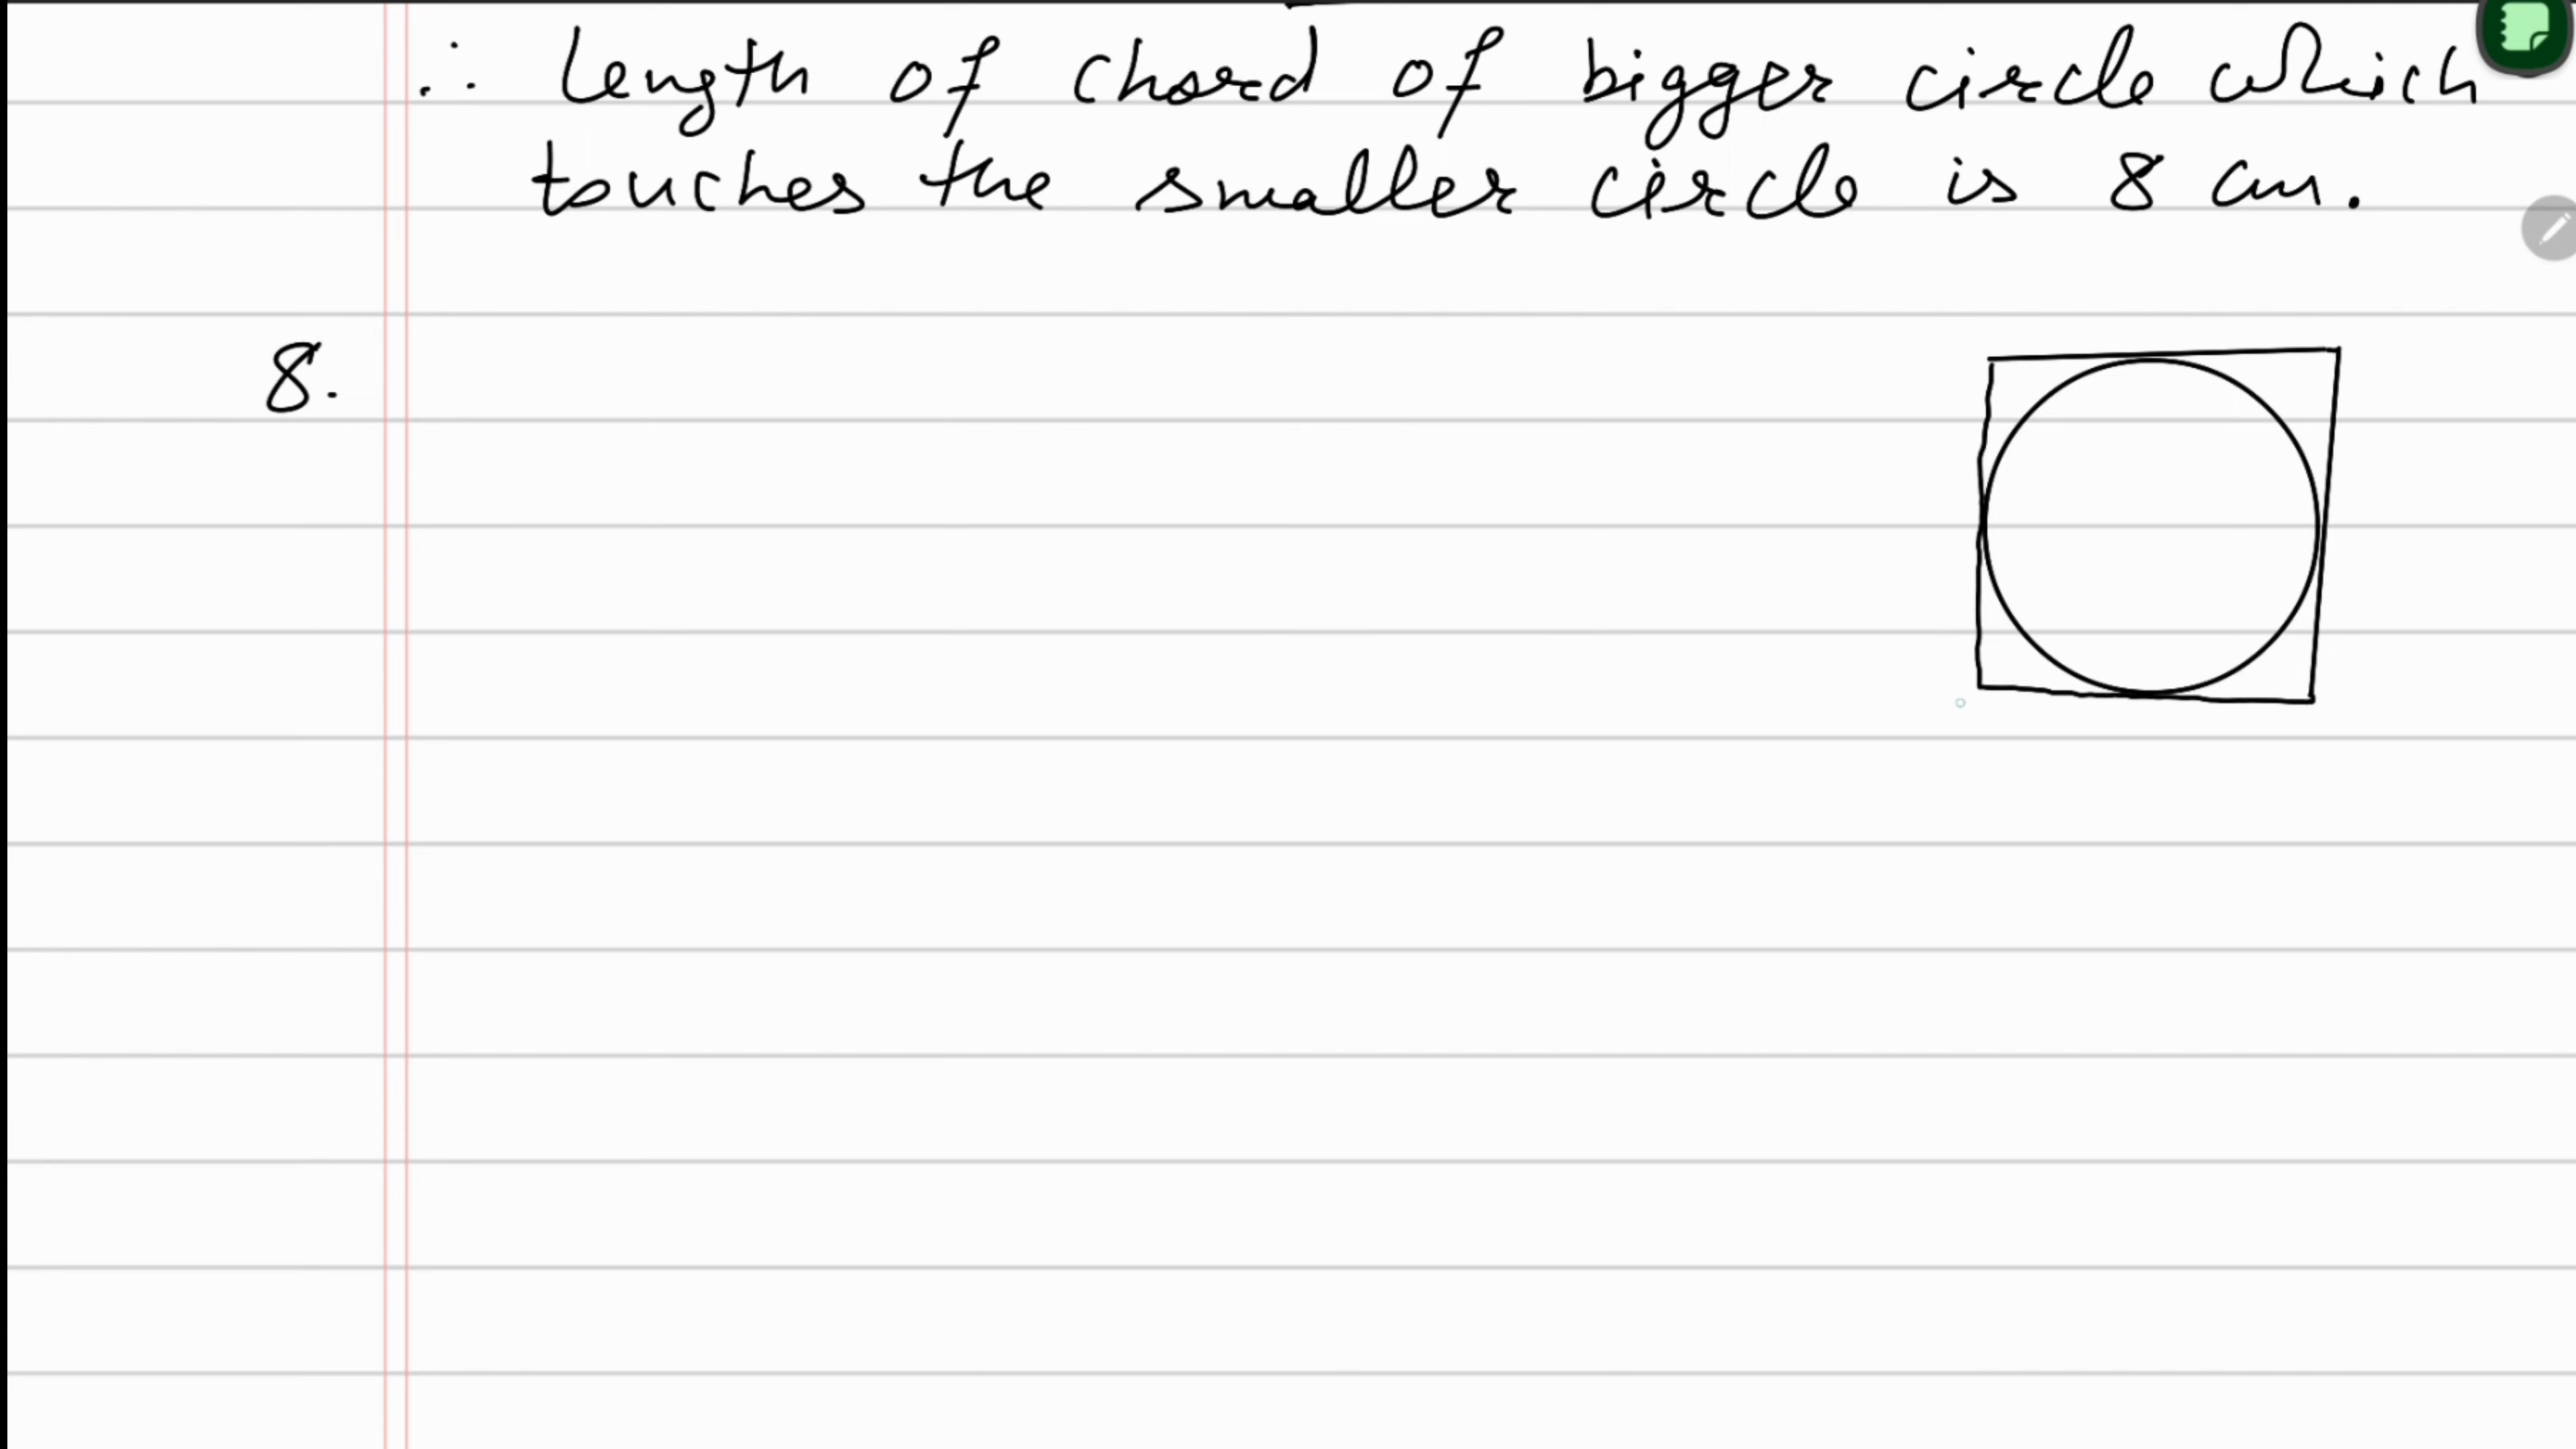 ∴ length of chord of bigger circle which
touches the smaller circle is 8 cm.
8.